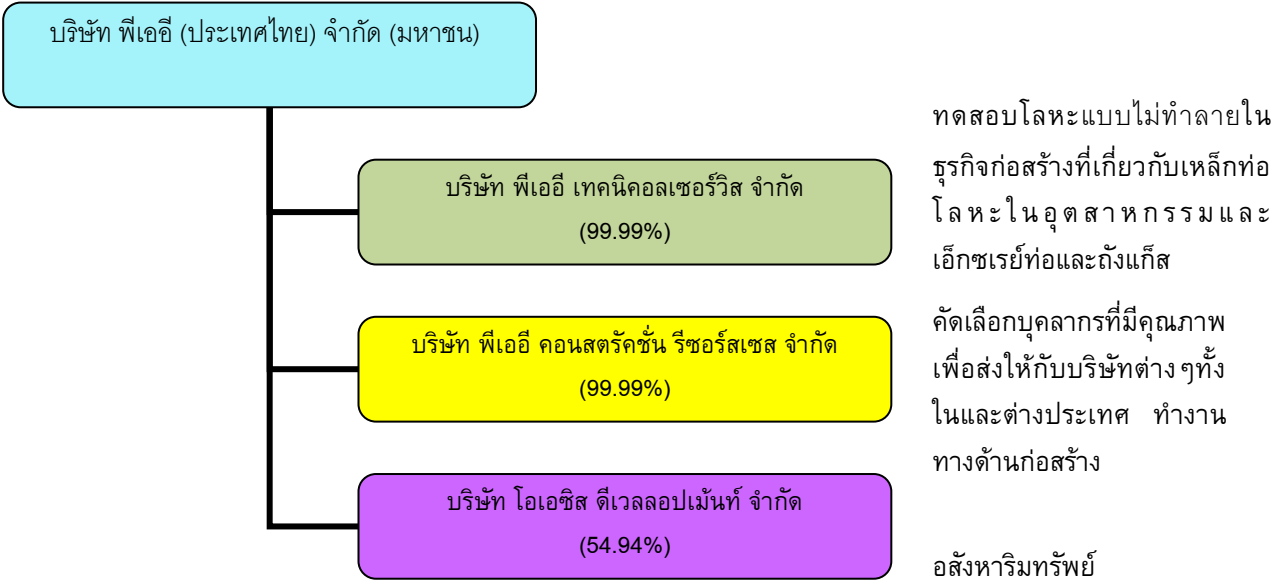 บริษัท พีเออี (ประเทศไทย) จำกัด (มหาชน)
บริษัท พีเออี เทคนิคอลเซอร์วิส จำกัด
(99.99%)
ทดสอบโลหะแบบไม่ทำลายใน
ธุรกิจก่อสร้างที่เกี่ยวกับเหล็กท่อ
โลหะในอุตสาหกรรมและ
เอ็กซเรย์ท่อและถังแก็ส
บริษัท พีเออี คอนสตรัคชั่น รีซอร์สเซส จำกัด
(99.99%)
คัดเลือกบุคลากรที่มีคุณภาพ
เพื่อส่งให้กับบริษัทต่างๆทั้ง
ในและต่างประเทศ ทำงาน
ทางด้านก่อสร้าง
บริษัท โอเอซิส ดีเวลลอปเม้นท์ จำกัด
(54.94%)
อสังหาริมทรัพย์